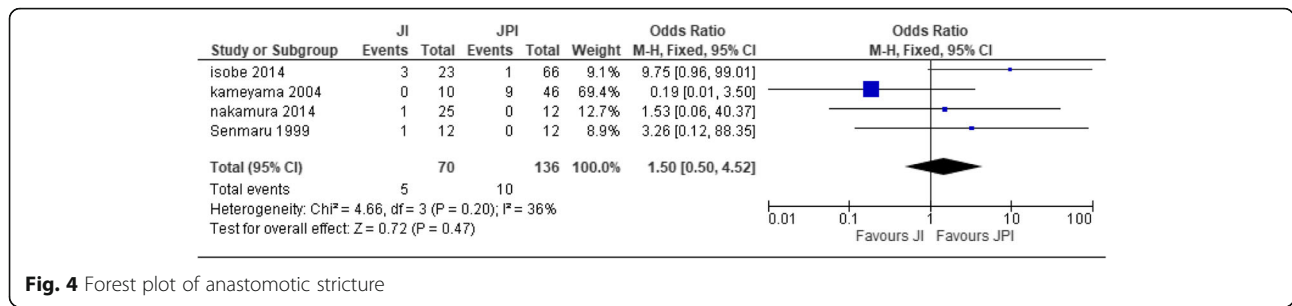 JI JPI Odds Ratio Odds Ratio
Study or Subgroup Events Total Events Total Weight M-H, Fixed, 95% CI M-H, Fixed, 95% CI
isobe 2014 3 23 1 66 9.1% 9.75 [0.96, 99.01]
kameyama 2004 0 10 9 46 69.4% 0.19 [0.01, 3.50]
nakamura 2014 1 25 0 12 12.7% 1.53 [0.06, 40.37]
Senmaru 1999 1 12 0 12 8.9% 3.26 [0.12, 88.35]
Total (95% CI) 70 136 100.0% 1.50 [0.50, 4.52]
Total events 5 10
Heterogeneity: Chi² = 4.66, df = 3 (P = 0.20); I² = 36%
Test for overall effect: Z = 0.72 (P = 0.47)
0.01 0.1 1 10 100
Favours JI Favours JPI
Fig. 4 Forest plot of anastomotic stricture